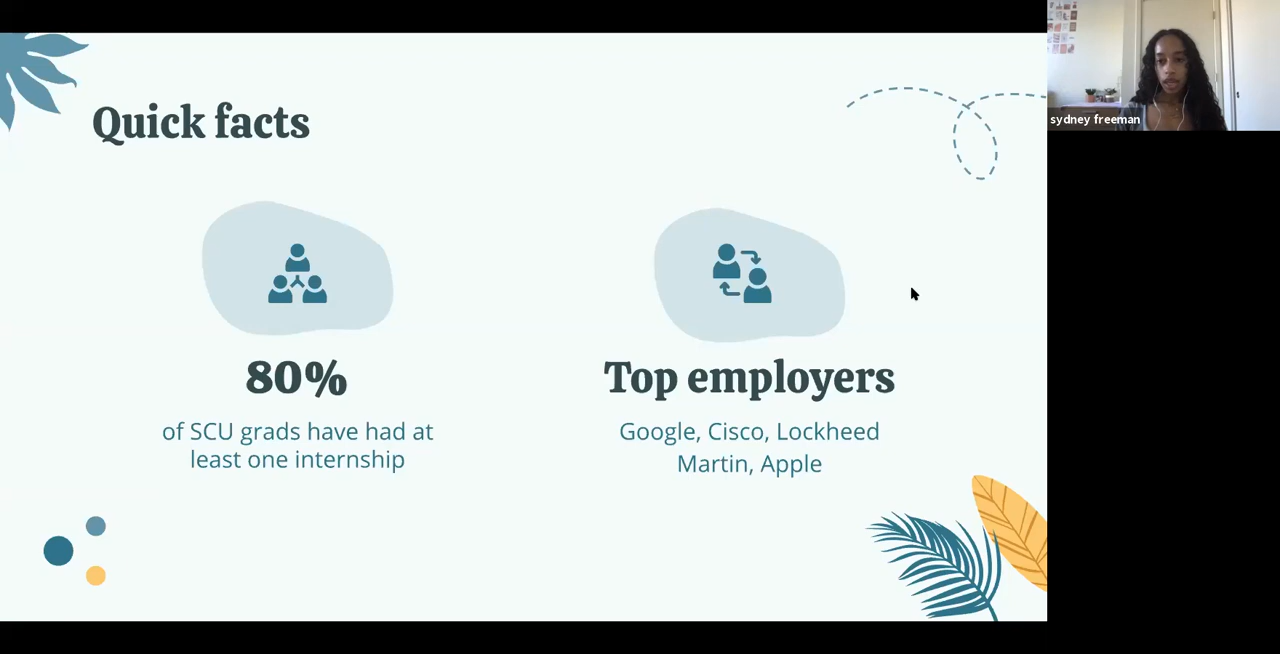 Quick facts
80%
of SCU grads have had at
least one internship
Top employers
Google, Cisco, Lockheed
Martin, Apple
sydney freeman